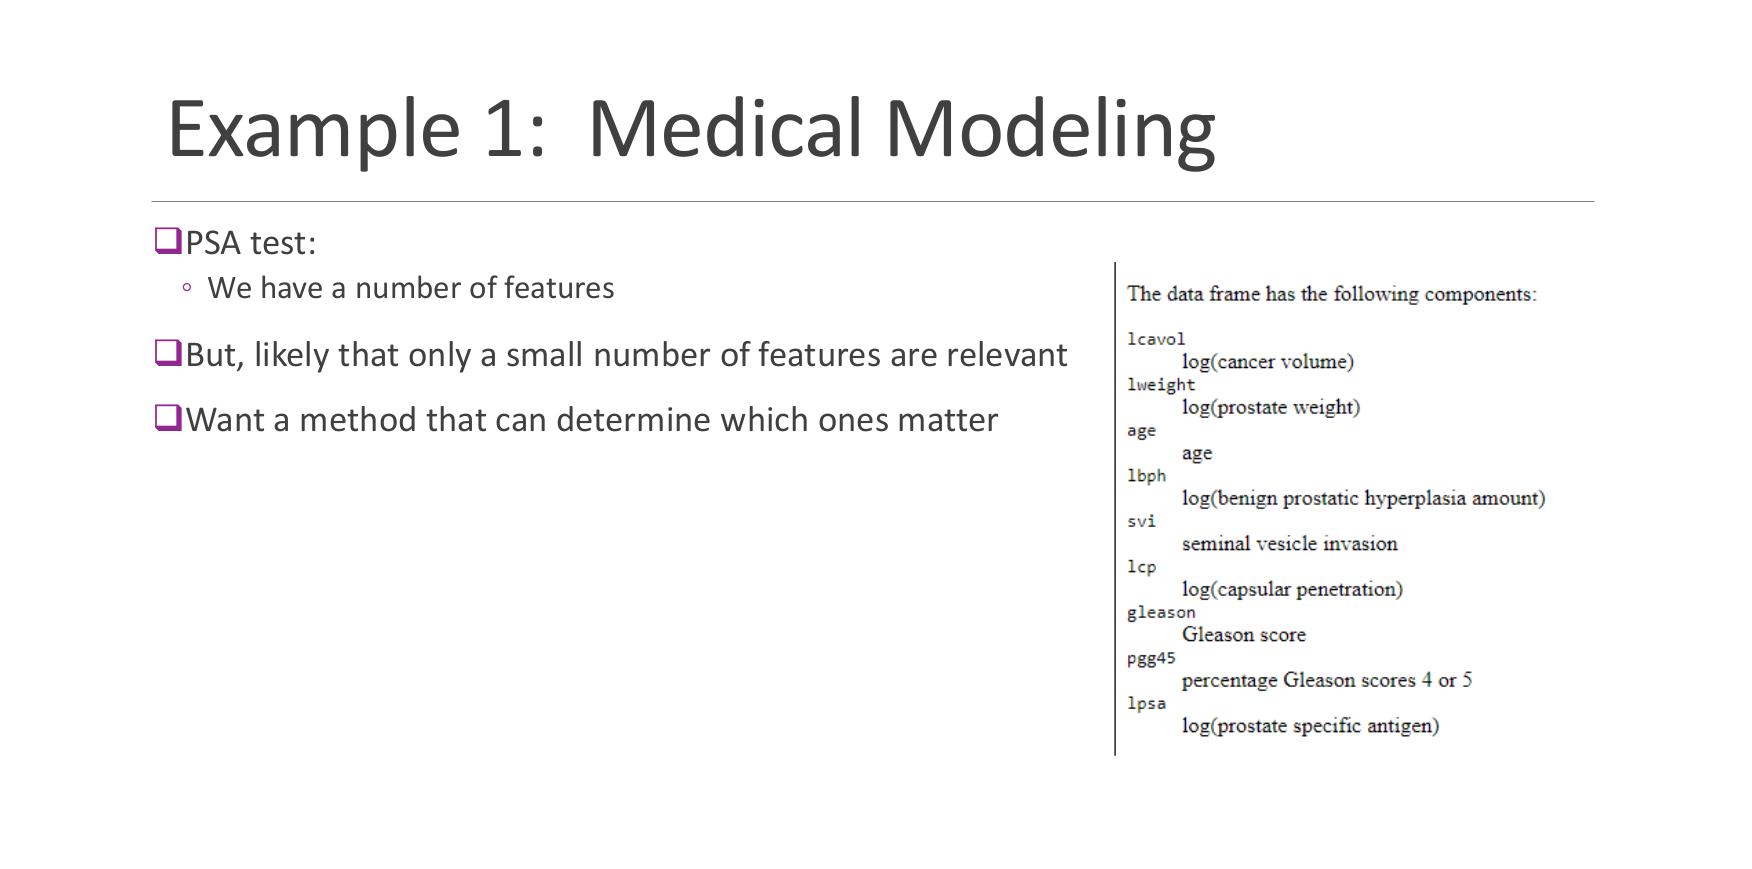 Example 1: Medical Modeling
❑PSA test:
◦ We have a number of features
❑But, likely that only a small number of features are relevant
❑Want a method that can determine which ones matter
The data frame has the following components:
lcavol
log(cancer volume)
lweight
log(prostate weight)
age
age
lbph
log(benign prostatic hyperplasia amount)
svi
seminal vesicle invasion
lcp
log(capsular penetration)
gleason
Gleason score
pgg45
percentage Gleason scores 4 or 5
lpsa
log(prostate specific antigen)